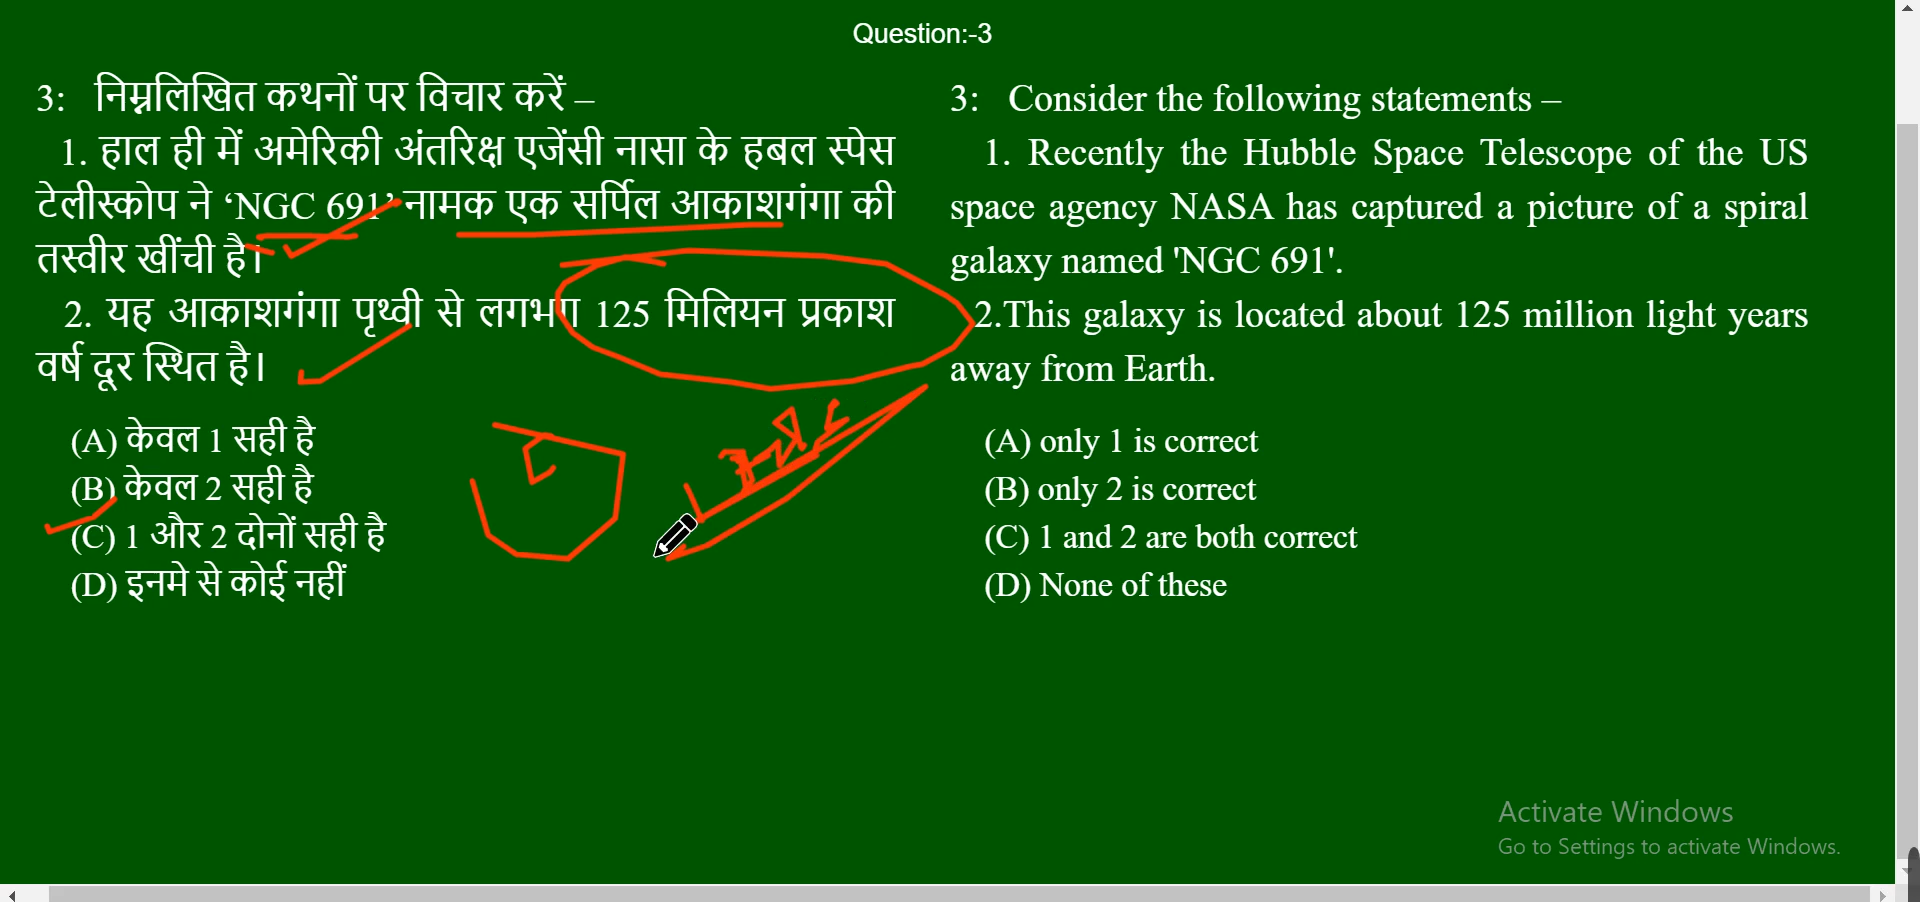 Question:-3
3: निम्नलिखित कथनों पर विचार करें –
1. हाल ही में अमेरिकी अंतरिक्ष एजेंसी नासा के हबल स्पेस
टेलीस्कोप ने ‘NGC 691’ नामक एक सर्पिल आकाशगंगा की
तस्वीर खींची है।
2. यह आकाशगंगा पृथ्वी से लगभग 125 मिलियन प्रकाश
वर्ष दूर स्थित है।
(A) केवल 1 सही है
(B) केवल 2 सही है
(C) 1 और 2 दोनों सही है
(D) इनमे से कोई नहीं
3: Consider the following statements –
1. Recently the Hubble Space Telescope of the US
space agency NASA has captured a picture of a spiral
galaxy named 'NGC 691'.
2.This galaxy is located about 125 million light years
away from Earth.
(A) only 1 is correct
(B) only 2 is correct
(C) 1 and 2 are both correct
(D) None of these
Activate Windows
Go to Settings to activate Windows.